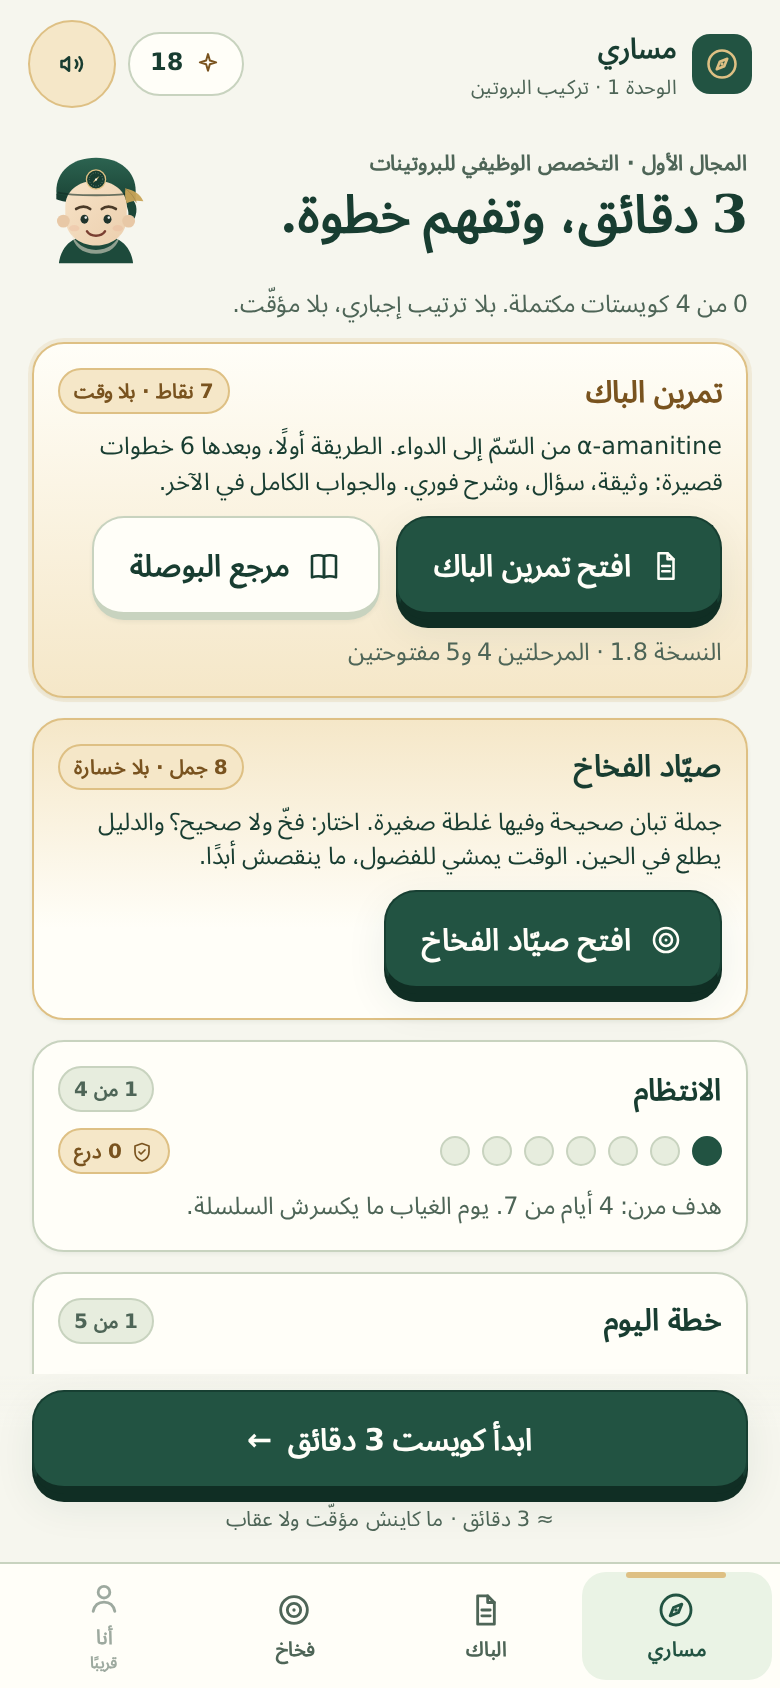 مساري
الوحدة 1 · تركيب البروتين
18
المجال الأول · التخصص الوظيفي للبروتينات
3 دقائق، وتفهم خطوة.
0 من 4 كويستات مكتملة. بلا ترتيب إجباري، بلا مؤقّت.
تمرين الباك
7 نقاط · بلا وقت
α-amanitine من السّمّ إلى الدواء. الطريقة أولًا، وبعدها 6 خطوات
قصيرة: وثيقة، سؤال، وشرح فوري. والجواب الكامل في الآخر.
افتح تمرين الباك
مرجع البوصلة
النسخة 1.8 · المرحلتين 4 و5 مفتوحتين
صيّاد الفخاخ
8 جمل · بلا خسارة
جملة تبان صحيحة وفيها غلطة صغيرة. اختار: فخّ ولا صحيح؟ والدليل
يطلع في الحين. الوقت يمشي للفضول، ما ينقصش أبدًا.
افتح صيّاد الفخاخ
الانتظام
1 من 4
0 درع
هدف مرن: 4 أيام من 7. يوم الغياب ما يكسرش السلسلة.
خطة اليوم
1 من 5
ابدأ كويست 3 دقائق ←
≈ 3 دقائق · ما كاينش مؤقّت ولا عقاب
مساري
الباك
فخاخ
أنا
قريبًا